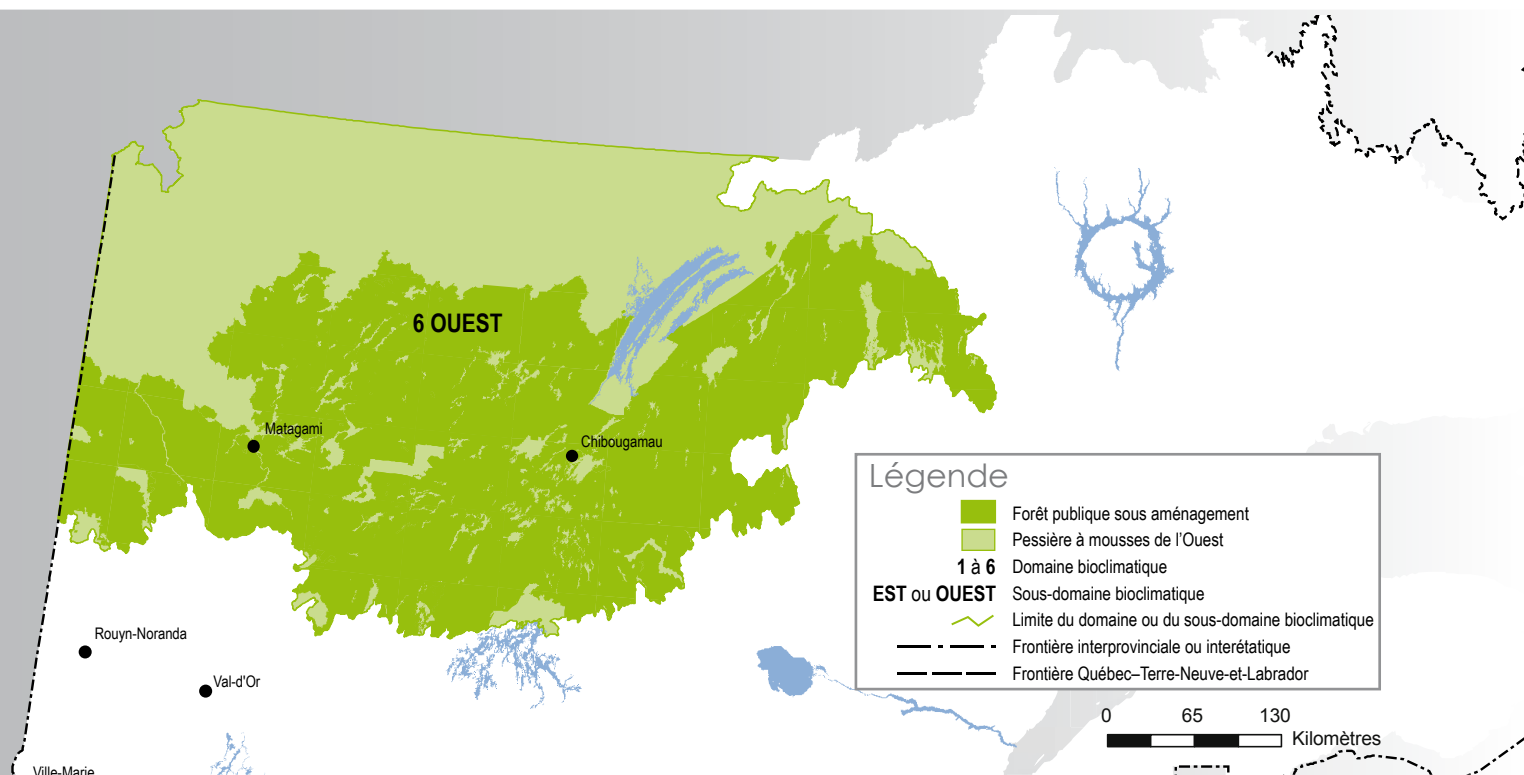 6 OUEST
Matagami
Chibougamau
Rouyn-Noranda
Val-d'Or
Ville-Marie
Légende
Forêt publique sous aménagement
Pessière à mousses de l'Ouest
1 à 6 Domaine bioclimatique
EST ou OUEST Sous-domaine bioclimatique
Limite du domaine ou du sous-domaine bioclimatique
Frontière interprovinciale ou interétatique
Frontière Québec–Terre-Neuve-et-Labrador
0 65 130
Kilomètres